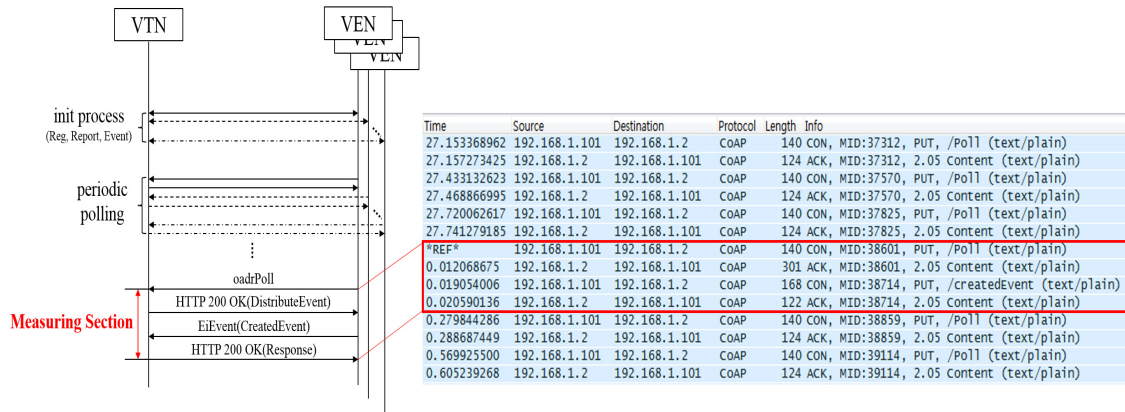 VTN
VEN
VEN
VEN
init process
(Reg, Report, Event)
periodic
polling
oadrPoll
HTTP 200 OK(DistributeEvent)
Measuring Section
EiEvent(CreatedEvent)
HTTP 200 OK(Response)
Time Source Destination Protocol Length Info
27.153368962 192.168.1.101 192.168.1.2 CoAP 140 CON, MID:37312, PUT, /Poll (text/plain)
27.157273425 192.168.1.2 192.168.1.101 CoAP 124 ACK, MID:37312, 2.05 Content (text/plain)
27.433132623 192.168.1.101 192.168.1.2 CoAP 140 CON, MID:37570, PUT, /Poll (text/plain)
27.468866995 192.168.1.2 192.168.1.101 CoAP 124 ACK, MID:37570, 2.05 Content (text/plain)
27.720062617 192.168.1.101 192.168.1.2 CoAP 140 CON, MID:37825, PUT, /Poll (text/plain)
27.741279185 192.168.1.2 192.168.1.101 CoAP 124 ACK, MID:37825, 2.05 Content (text/plain)
*REF* 192.168.1.101 192.168.1.2 CoAP 140 CON, MID:38601, PUT, /Poll (text/plain)
0.012068675 192.168.1.2 192.168.1.101 CoAP 301 ACK, MID:38601, 2.05 Content (text/plain)
0.019054006 192.168.1.101 192.168.1.2 CoAP 168 CON, MID:38714, PUT, /createdEvent (text/plain)
0.020590136 192.168.1.2 192.168.1.101 CoAP 122 ACK, MID:38714, 2.05 Content (text/plain)
0.279844286 192.168.1.101 192.168.1.2 CoAP 140 CON, MID:38859, PUT, /Poll (text/plain)
0.288687449 192.168.1.2 192.168.1.101 CoAP 124 ACK, MID:38859, 2.05 Content (text/plain)
0.569925500 192.168.1.101 192.168.1.2 CoAP 140 CON, MID:39114, PUT, /Poll (text/plain)
0.605239268 192.168.1.2 192.168.1.101 CoAP 124 ACK, MID:39114, 2.05 Content (text/plain)